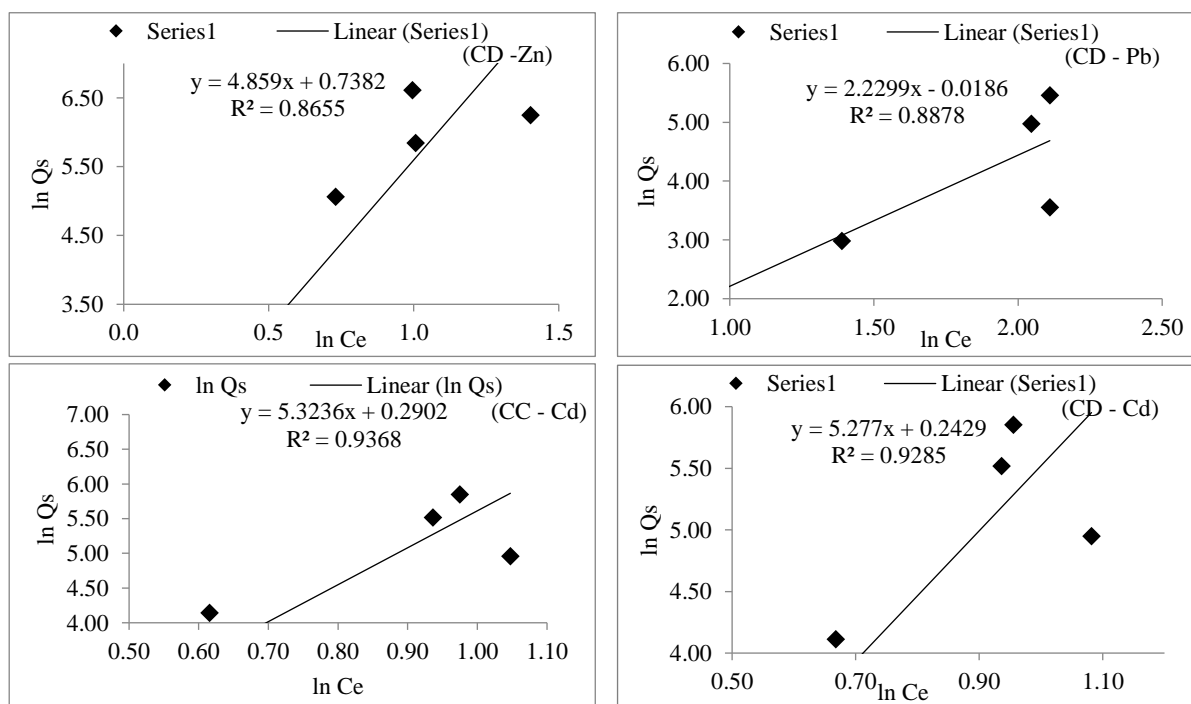 Series1 Linear (Series1)
(CD -Zn)
y = 4.859x + 0.7382
R² = 0.8655
6.50
5.50
4.50
3.50
ln Qs
0.0 0.5 1.0 1.5
ln Ce
Series1 Linear (Series1)
(CD - Pb)
y = 2.2299x - 0.0186
R² = 0.8878
6.00
5.00
4.00
3.00
2.00
ln Qs
1.00 1.50 2.00 2.50
ln Ce
ln Qs Linear (ln Qs)
(CC - Cd)
y = 5.3236x + 0.2902
R² = 0.9368
7.00
6.50
6.00
5.50
5.00
4.50
4.00
ln Qs
0.50 0.60 0.70 0.80 0.90 1.00 1.10
ln Ce
Series1 Linear (Series1)
(CD - Cd)
y = 5.277x + 0.2429
R² = 0.9285
6.00
5.50
5.00
4.50
4.00
ln Qs
0.50 0.70 0.90 1.10
ln Ce